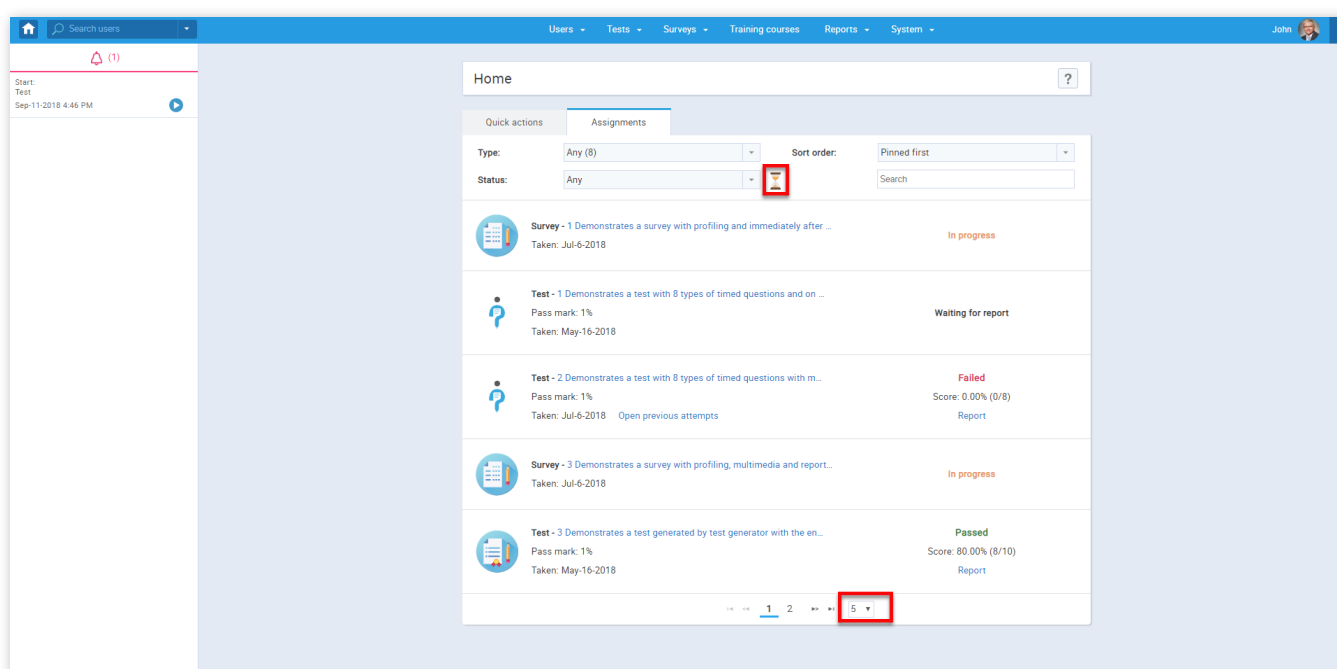 Search users
Users
Tests
Surveys
Training courses
Reports
System
John
(1)
Start:
Test
Sep-11-2018 4:46 PM
Home
?
Quick actions
Assignments
Type:
Any (8)
Sort order:
Pinned first
Status:
Any
Search
Survey - 1 Demonstrates a survey with profiling and immediately after ...
Taken: Jul-6-2018
In progress
Test - 1 Demonstrates a test with 8 types of timed questions and on ...
Pass mark: 1%
Taken: May-16-2018
Waiting for report
Test - 2 Demonstrates a test with 8 types of timed questions with m...
Pass mark: 1%
Taken: Jul-6-2018 Open previous attempts
Failed
Score: 0.00% (0/8)
Report
Survey - 3 Demonstrates a survey with profiling, multimedia and report...
Taken: Jul-6-2018
In progress
Test - 3 Demonstrates a test generated by test generator with the en...
Pass mark: 1%
Taken: May-16-2018
Passed
Score: 80.00% (8/10)
Report
1 2 5